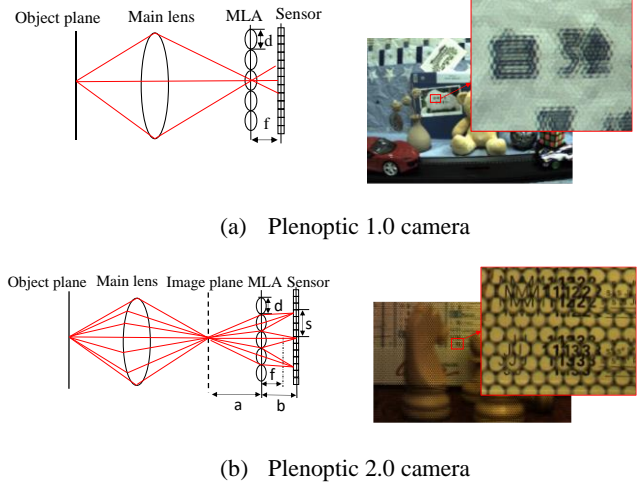 Object plane Main lens MLA Sensor
d
f
(a) Plenoptic 1.0 camera
Object plane Main lens Image plane MLA Sensor
d
s
f
a b
(b) Plenoptic 2.0 camera